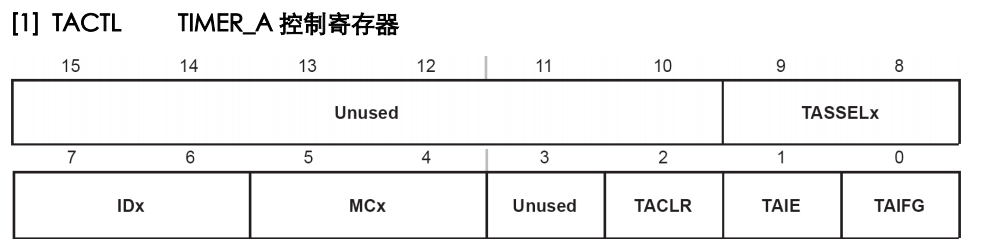 [1] TACTL TIMER_A 控制寄存器
15 14 13 12 11 10 9 8
Unused TASSELx
7 6 5 4 3 2 1 0
IDx MCx Unused TACLR TAIE TAIFG